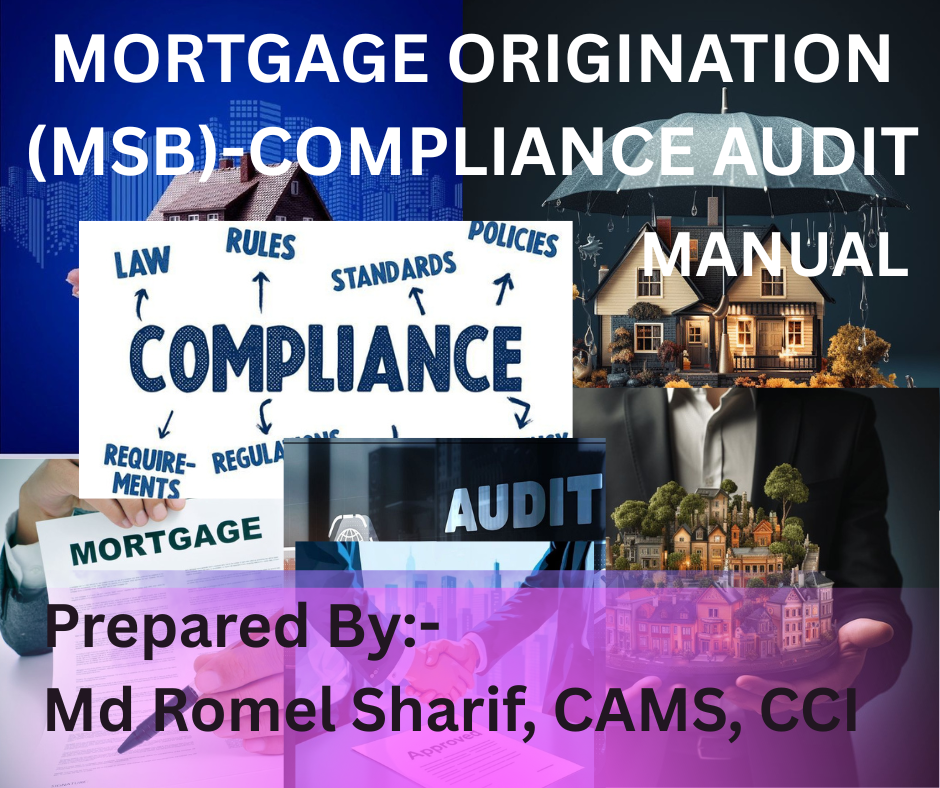 MORTGAGE ORIGINATION
(MSB)-COMPLIANCE AUDIT
MANUAL
LAW
RULES
STANDARDS
POLICIES
COMPLIANCE
REQUIRE-
MENTS
AUDIT
MORTGAGE
Prepared By:-
Md Romel Sharif, CAMS, CCI
Approved